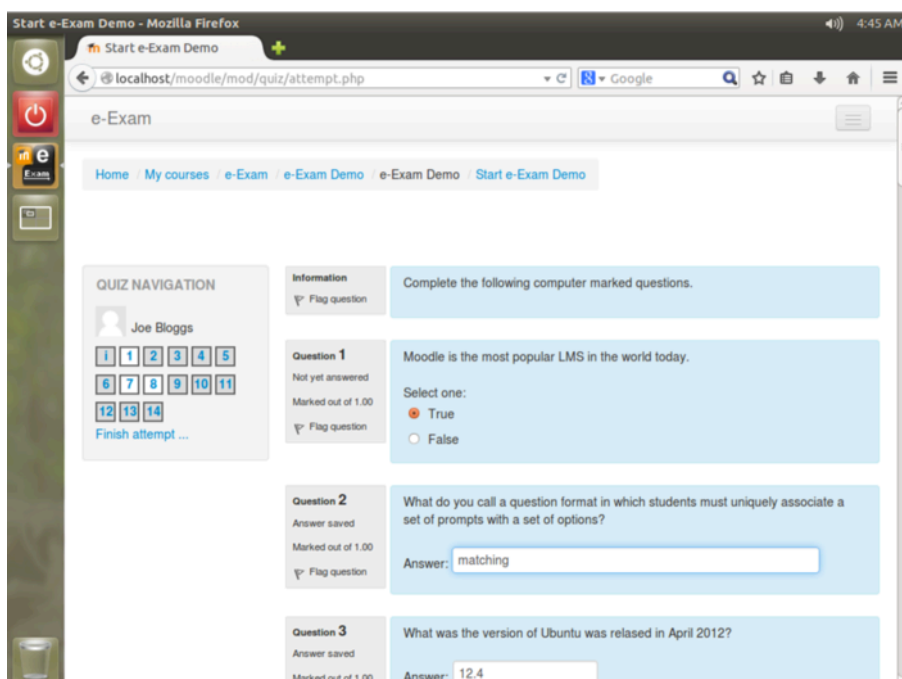 Start e-Exam Demo - Mozilla Firefox
4:45 AM
Start e-Exam Demo
localhost/moodle/mod/quiz/attempt.php
Google
e-Exam
e
Exam
Home / My courses / e-Exam / e-Exam Demo / e-Exam Demo / Start e-Exam Demo
QUIZ NAVIGATION
Joe Bloggs
i 1 2 3 4 5
6 7 8 9 10 11
12 13 14
Finish attempt ...
Information
Flag question
Complete the following computer marked questions.
Question 1
Not yet answered
Marked out of 1.00
Flag question
Moodle is the most popular LMS in the world today.
Select one:
True
False
Question 2
Answer saved
Marked out of 1.00
Flag question
What do you call a question format in which students must uniquely associate a
set of prompts with a set of options?
Answer: matching
Question 3
Answer saved
Marked out of 1.00
What was the version of Ubuntu was relased in April 2012?
Answer: 12.4